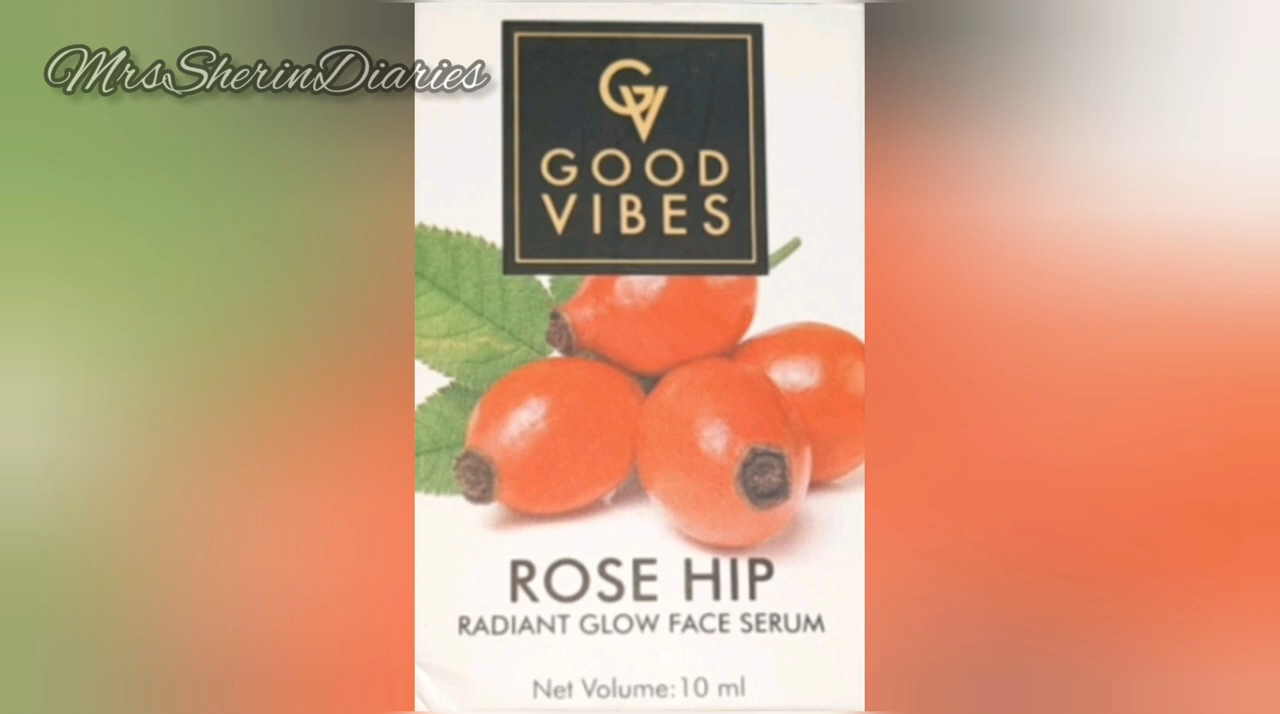 MrsSherinDiaries
GV
GOOD
VIBES
ROSE HIP
RADIANT GLOW FACE SERUM
Net Volume:10 ml